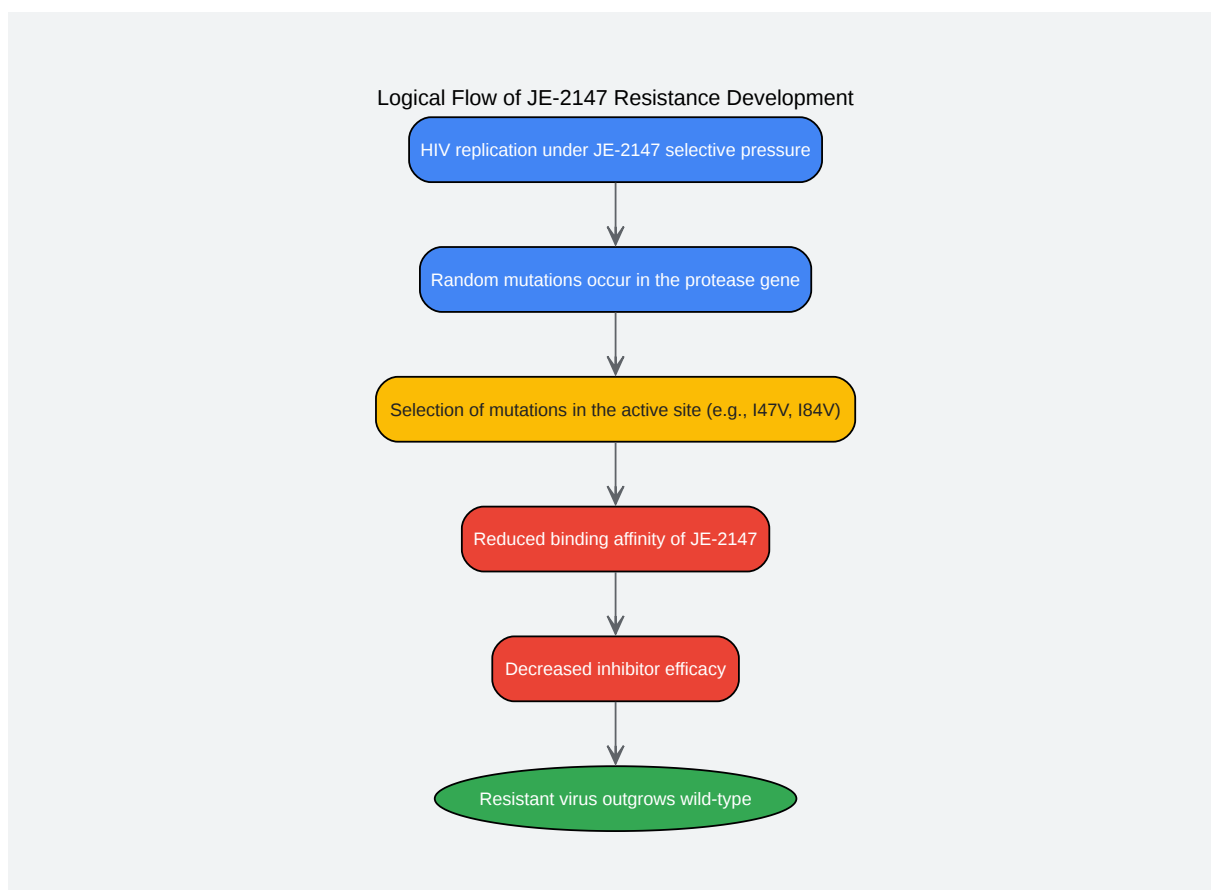 Logical Flow of JE-2147 Resistance Development
HIV replication under JE-2147 selective pressure
Random mutations occur in the protease gene
Selection of mutations in the active site (e.g., I47V, I84V)
Reduced binding affinity of JE-2147
Decreased inhibitor efficacy
Resistant virus outgrows wild-type